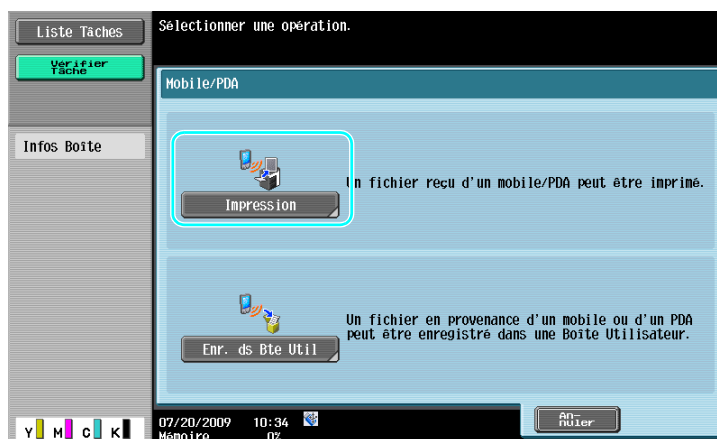 Liste Tâches
Sélectionner une opération.
Vérifier
Tâche
Mobile/PDA
Infos Boîte
Un fichier reçu d'un mobile/PDA peut être imprimé.
Impression
Un fichier en provenance d'un mobile ou d'un PDA
peut être enregistré dans une Boîte Utilisateur.
Enr. ds Bte Util
Y M C K
07/20/2009 10:34
Mémoire 0%
An-
nuler